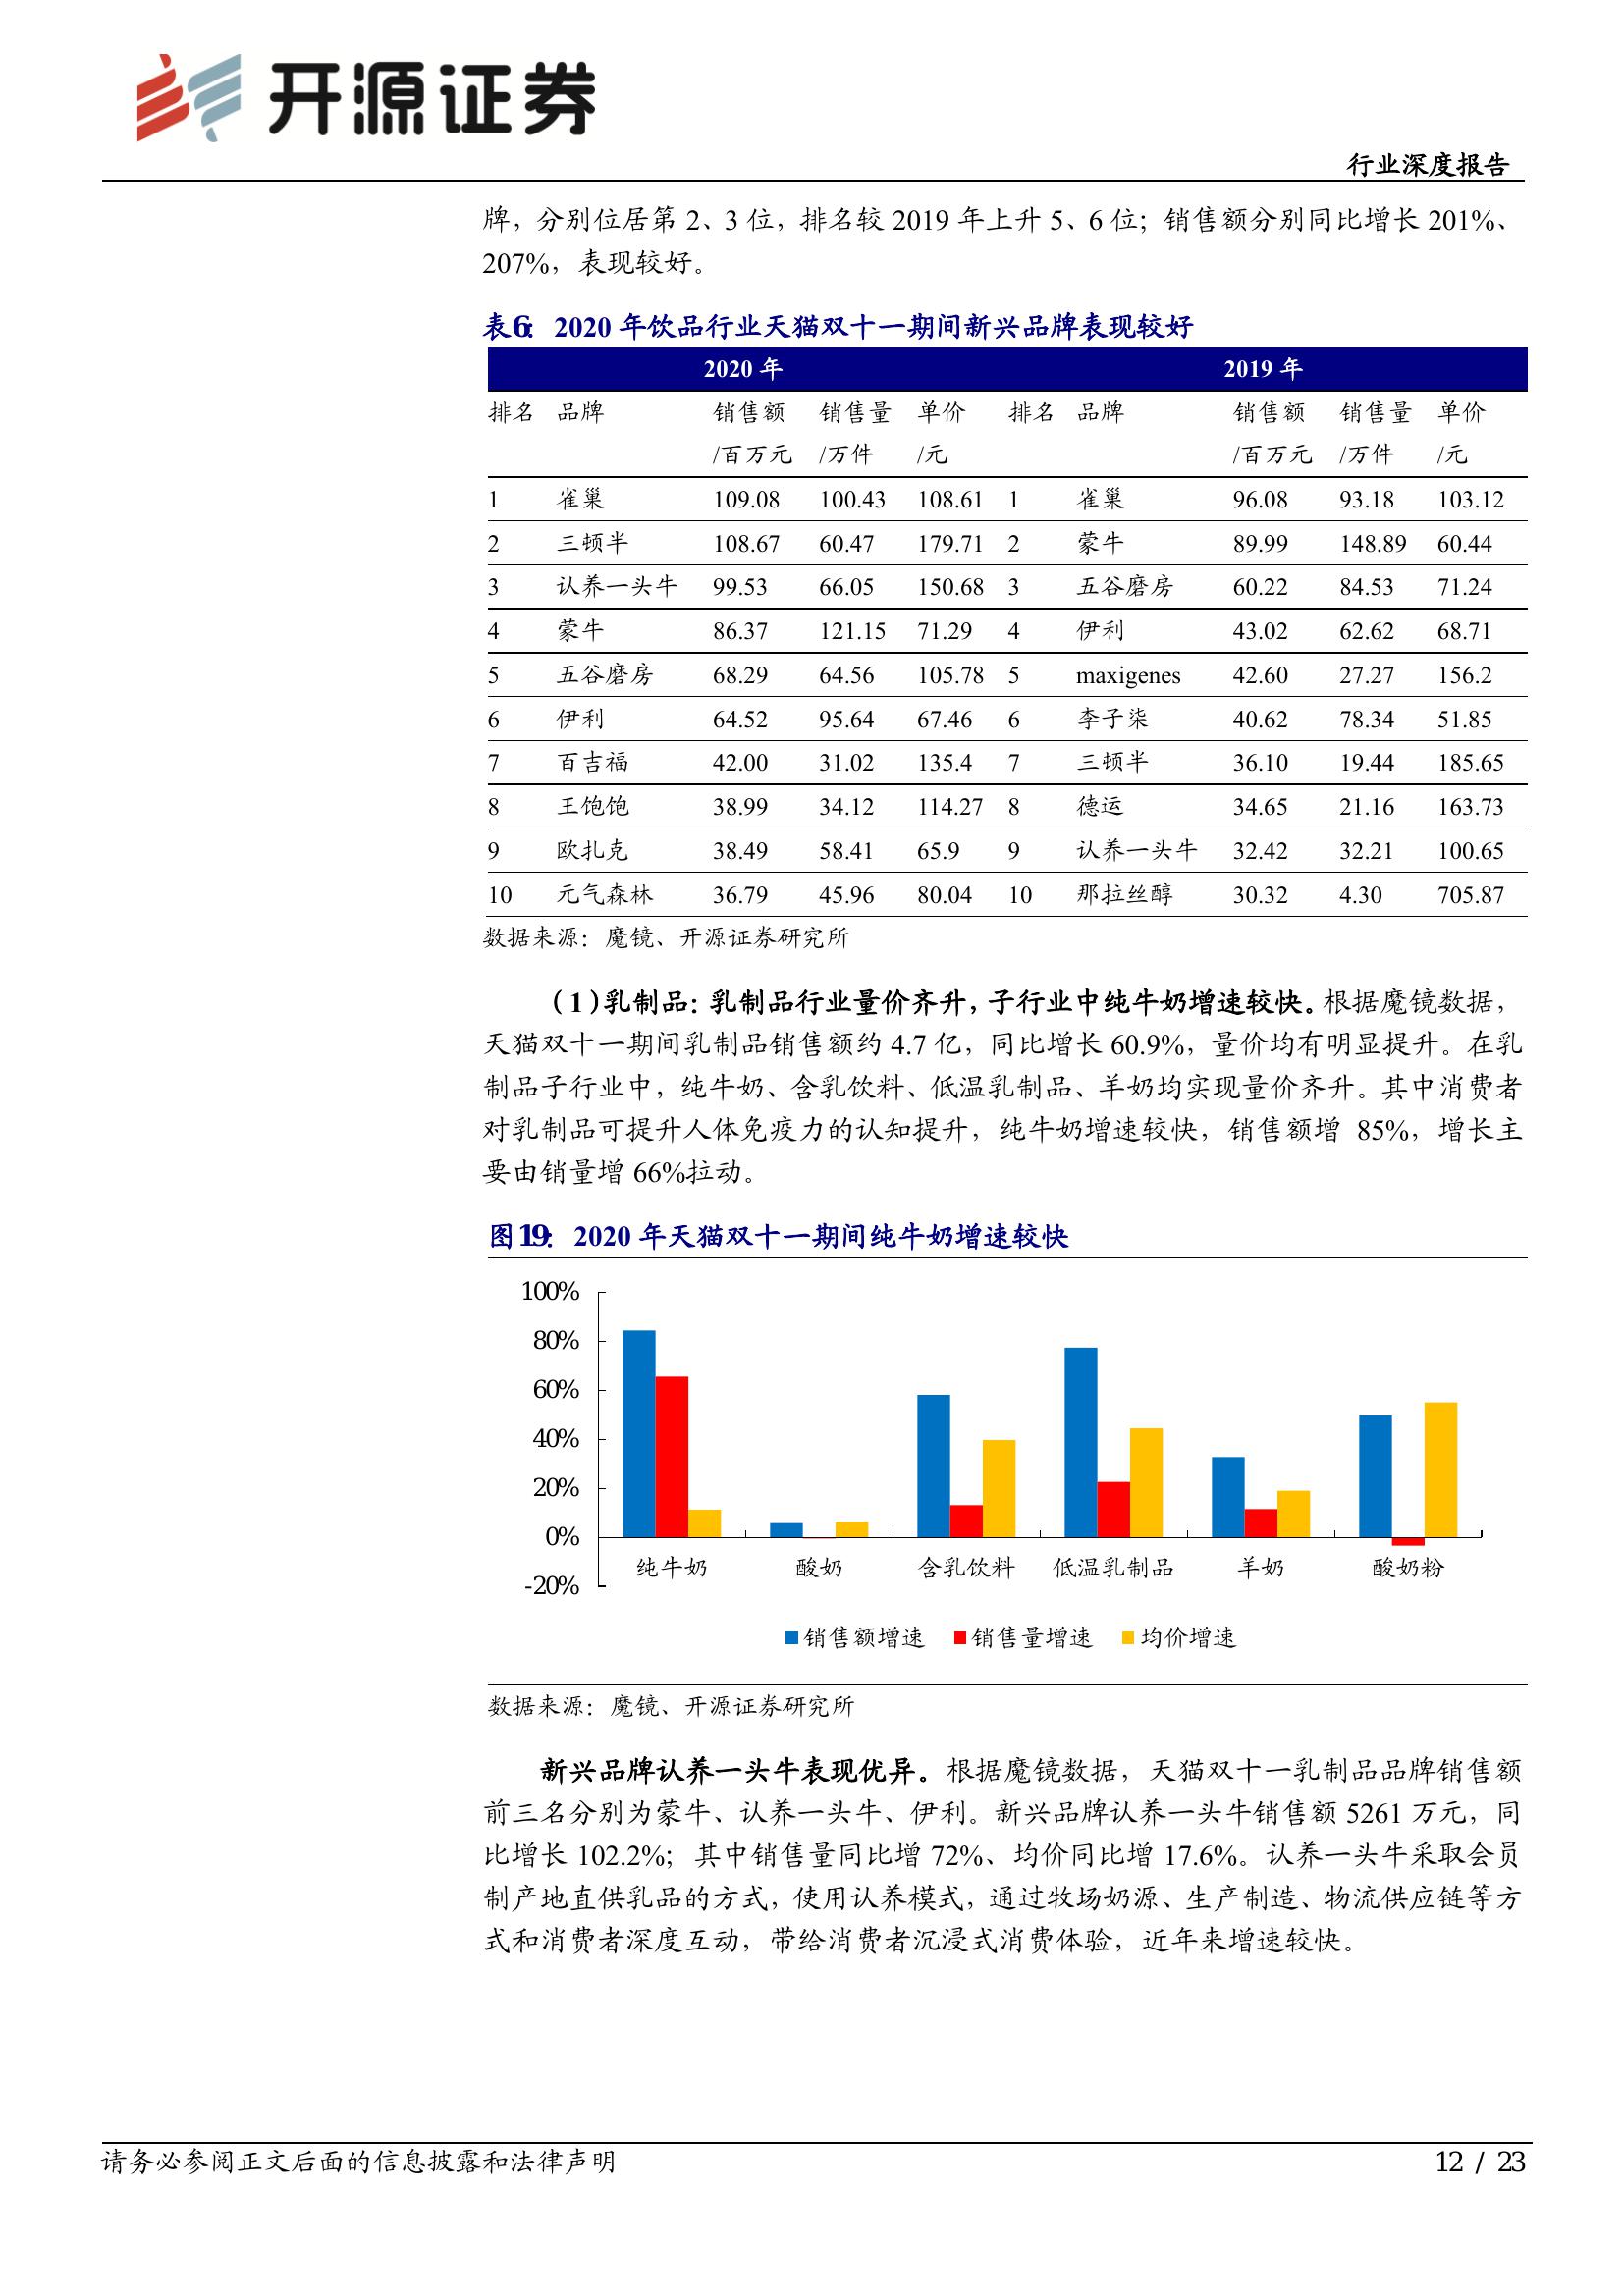 开源证券
行业深度报告
牌，分别位居第 2、3 位，排名较 2019 年上升 5、6 位；销售额分别同比增长 201%、
207%，表现较好。
表6： 2020 年饮品行业天猫双十一期间新兴品牌表现较好
2020 年 2019 年
排名 品牌 销售额 销售量 单价 排名 品牌 销售额 销售量 单价
/百万元 /万件 /元 /百万元 /万件 /元
1 雀巢 109.08 100.43 108.61 1 雀巢 96.08 93.18 103.12
2 三顿半 108.67 60.47 179.71 2 蒙牛 89.99 148.89 60.44
3 认养一头牛 99.53 66.05 150.68 3 五谷磨房 60.22 84.53 71.24
4 蒙牛 86.37 121.15 71.29 4 伊利 43.02 62.62 68.71
5 五谷磨房 68.29 64.56 105.78 5 maxigenes 42.60 27.27 156.2
6 伊利 64.52 95.64 67.46 6 李子柒 40.62 78.34 51.85
7 百吉福 42.00 31.02 135.4 7 三顿半 36.10 19.44 185.65
8 王饱饱 38.99 34.12 114.27 8 德运 34.65 21.16 163.73
9 欧扎克 38.49 58.41 65.9 9 认养一头牛 32.42 32.21 100.65
10 元气森林 36.79 45.96 80.04 10 那拉丝醇 30.32 4.30 705.87
数据来源：魔镜、开源证券研究所
（1）乳制品：乳制品行业量价齐升，子行业中纯牛奶增速较快。根据魔镜数据，
天猫双十一期间乳制品销售额约 4.7 亿，同比增长 60.9%，量价均有明显提升。在乳
制品子行业中，纯牛奶、含乳饮料、低温乳制品、羊奶均实现量价齐升。其中消费者
对乳制品可提升人体免疫力的认知提升，纯牛奶增速较快，销售额增 85%，增长主
要由销量增 66%拉动。
图19： 2020 年天猫双十一期间纯牛奶增速较快
100%
80%
60%
40%
20%
0%
-20%
纯牛奶 酸奶 含乳饮料 低温乳制品 羊奶 酸奶粉
销售额增速 销售量增速 均价增速
数据来源：魔镜、开源证券研究所
新兴品牌认养一头牛表现优异。根据魔镜数据，天猫双十一乳制品品牌销售额
前三名分别为蒙牛、认养一头牛、伊利。新兴品牌认养一头牛销售额 5261 万元，同
比增长 102.2%；其中销售量同比增 72%、均价同比增 17.6%。认养一头牛采取会员
制产地直供乳品的方式，使用认养模式，通过牧场奶源、生产制造、物流供应链等方
式和消费者深度互动，带给消费者沉浸式消费体验，近年来增速较快。
请务必参阅正文后面的信息披露和法律声明
12 / 23